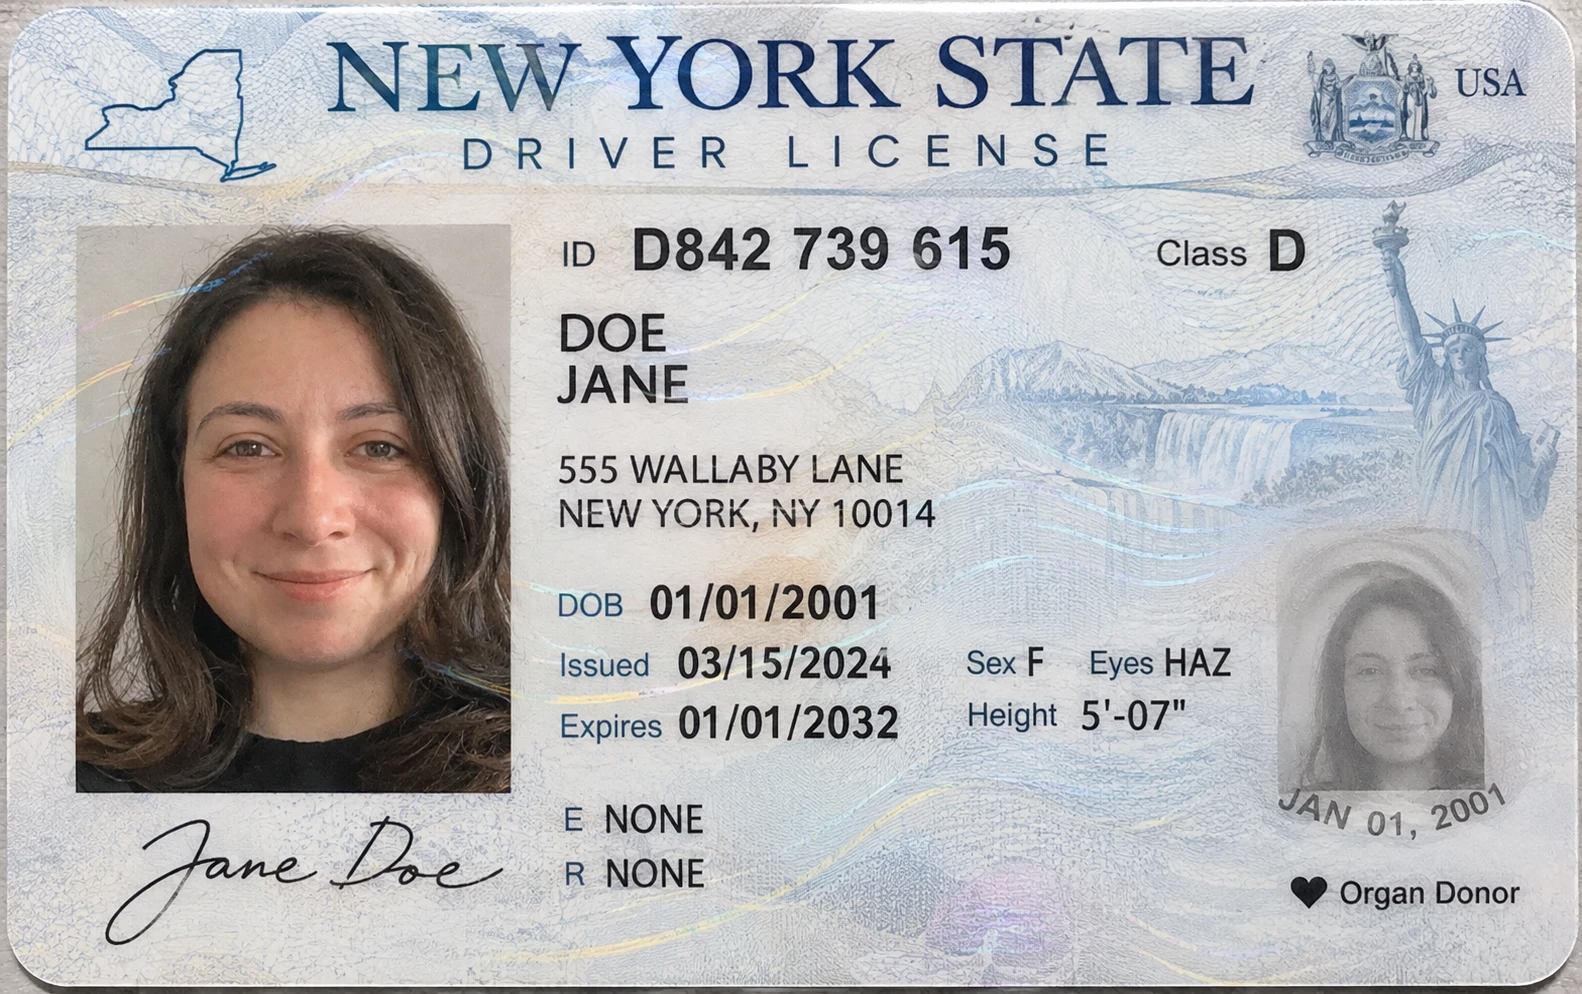 NEW YORK STATE
USA
DRIVER LICENSE
ID D842 739 615
Class D
DOE
JANE
555 WALLABY LANE
NEW YORK, NY 10014
DOB 01/01/2001
Issued 03/15/2024
Sex F Eyes HAZ
Expires 01/01/2032
Height 5'-07"
JAN 01, 2001
E NONE
R NONE
Jane Doe
Organ Donor